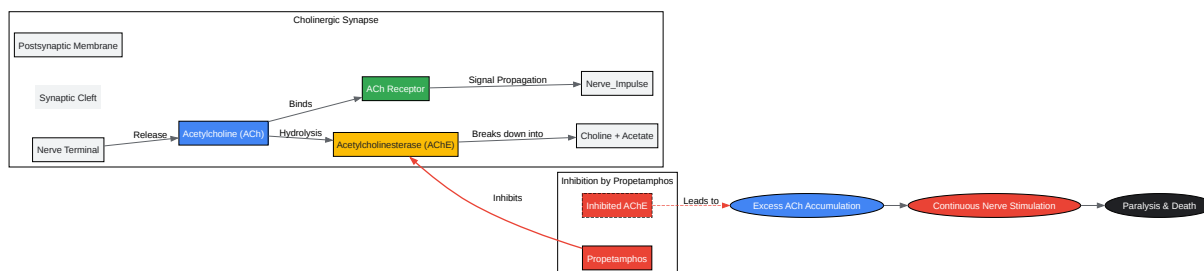 Cholinergic Synapse
Postsynaptic Membrane
Synaptic Cleft
Nerve Terminal
Release
Acetylcholine (ACh)
Binds
Hydrolysis
ACh Receptor
Signal Propagation
Nerve_Impulse
Acetylcholinesterase (AChE)
Breaks down into
Choline + Acetate
Inhibits
Inhibition by Propetamphos
Inhibited AChE
Propetamphos
Leads to
Excess ACh Accumulation
Continuous Nerve Stimulation
Paralysis & Death